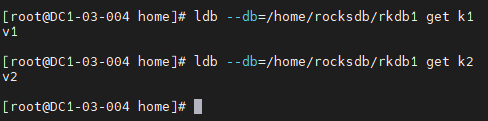 [root@DC1-03-004 home]# ldb --db=/home/rocksdb/rkdb1 get k1
v1
[root@DC1-03-004 home]# ldb --db=/home/rocksdb/rkdb1 get k2
v2
[root@DC1-03-004 home]#